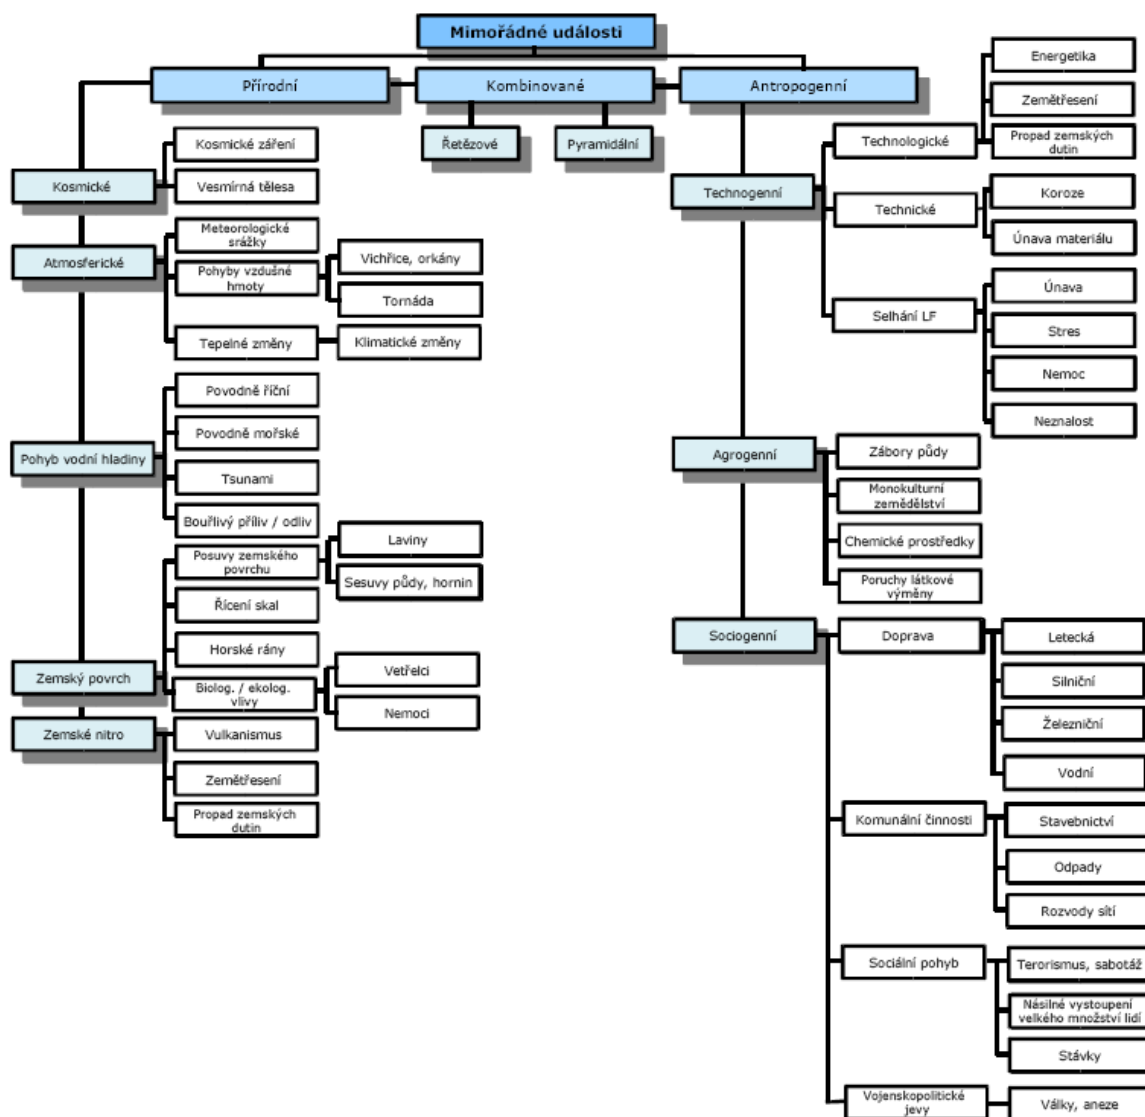 Mimořádné události
Přírodní
Kombinované
Antropogenní
Řetězové
Pyramidální
Kosmické
Kosmické záření
Vesmírná tělesa
Atmosferické
Meteorologické
srážky
Pohyby vzdušné
hmoty
Vichřice, orkány
Tornáda
Tepelné změny
Klimatické změny
Pohyb vodní hladiny
Povodně říční
Povodně mořské
Tsunami
Bouřlivý příliv / odliv
Zemský povrch
Posuvy zemského
povrchu
Laviny
Sesuvy půdy, hornin
Řícení skal
Horské rány
Biolog. / ekolog.
vlivy
Vetřelci
Nemoci
Zemské nitro
Vulkanismus
Zemětřesení
Propad zemských
dutin
Technogenní
Technologické
Energetika
Zemětřesení
Propad zemských
dutin
Technické
Koroze
Únava materiálu
Selhání LF
Únava
Stres
Nemoc
Neznalost
Agrogenní
Zábory půdy
Monokulturní
zemědělství
Chemické prostředky
Poruchy látkové
výměny
Sociogenní
Doprava
Letecká
Silniční
Železniční
Vodní
Komunální činnosti
Stavebnictví
Odpady
Rozvody sítí
Sociální pohyb
Terorismus, sabotáž
Násilné vystoupení
velkého množství lidí
Stávky
Vojenskopolitické
jevy
Války, aneze